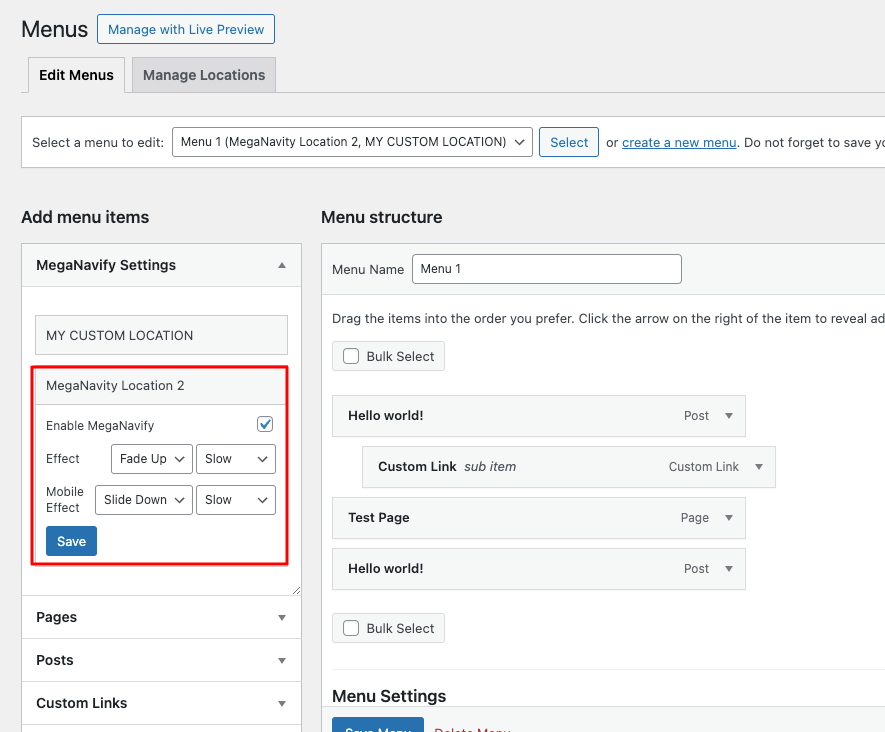 Menus Manage with Live Preview
Edit Menus Manage Locations
Select a menu to edit: Menu 1 (MegaNavity Location 2, MY CUSTOM LOCATION) Select or create a new menu. Do not forget to save
Add menu items
MegaNavify Settings
MY CUSTOM LOCATION
MegaNavity Location 2
Enable MegaNavify
Effect Fade Up Slow
Mobile Effect Slide Down Slow
Save
Pages
Posts
Custom Links
Menu structure
Menu Name Menu 1
Drag the items into the order you prefer. Click the arrow on the right of the item to reveal
Bulk Select
Hello world! Post
Custom Link sub item Custom Link
Test Page Page
Hello world! Post
Bulk Select
Menu Settings
Save Menu Delete Menu